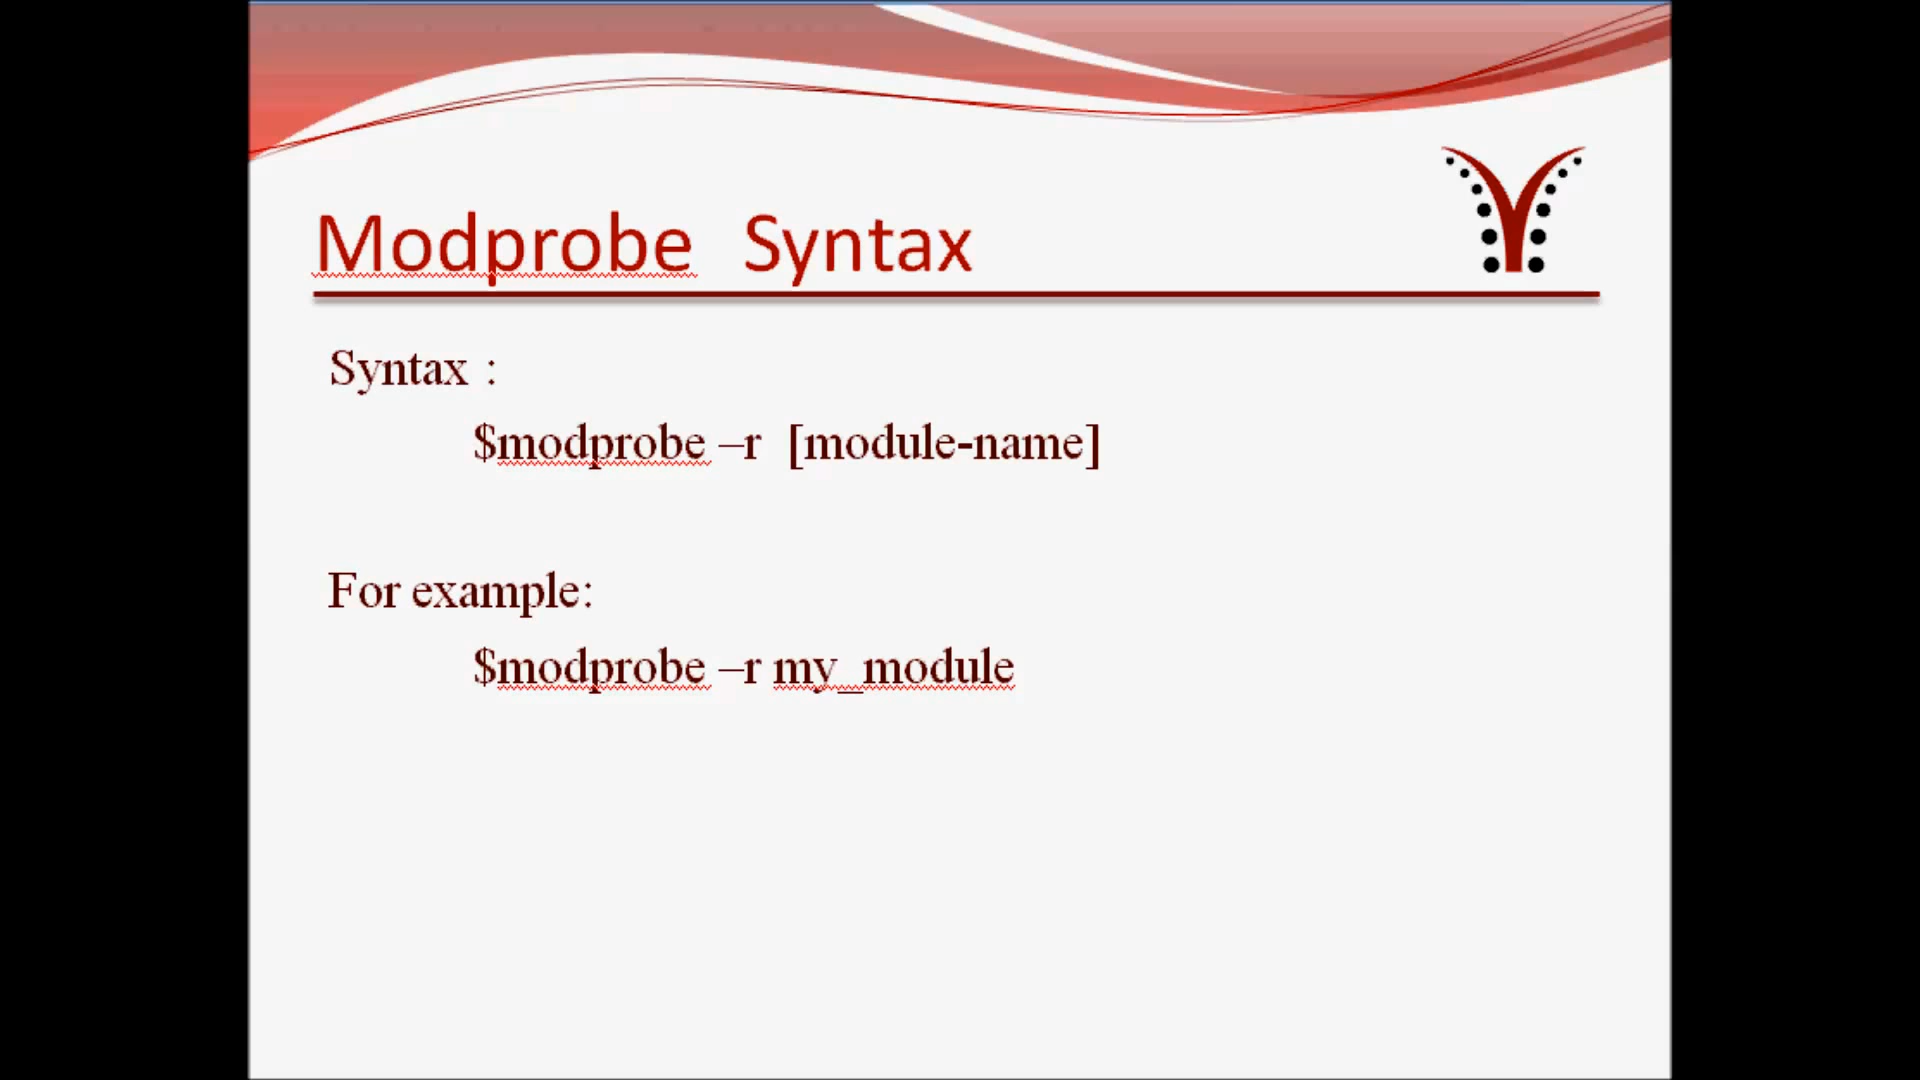 Modprobe Syntax
Syntax :
$modprobe –r [module-name]
For example:
$modprobe –r my_module